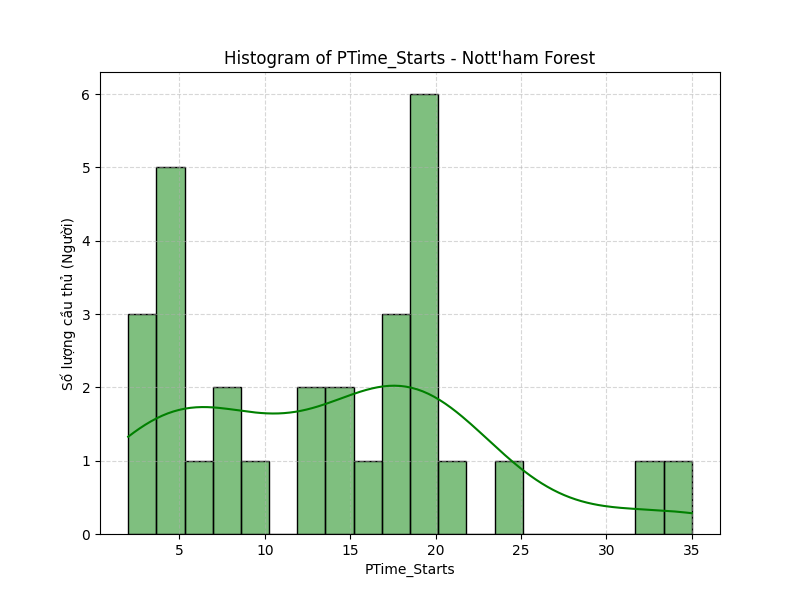 Histogram of PTime_Starts - Nott'ham Forest
Số lượng cầu thủ (Người)
6
5
4
3
2
1
0
5 10 15 20 25 30 35
PTime_Starts